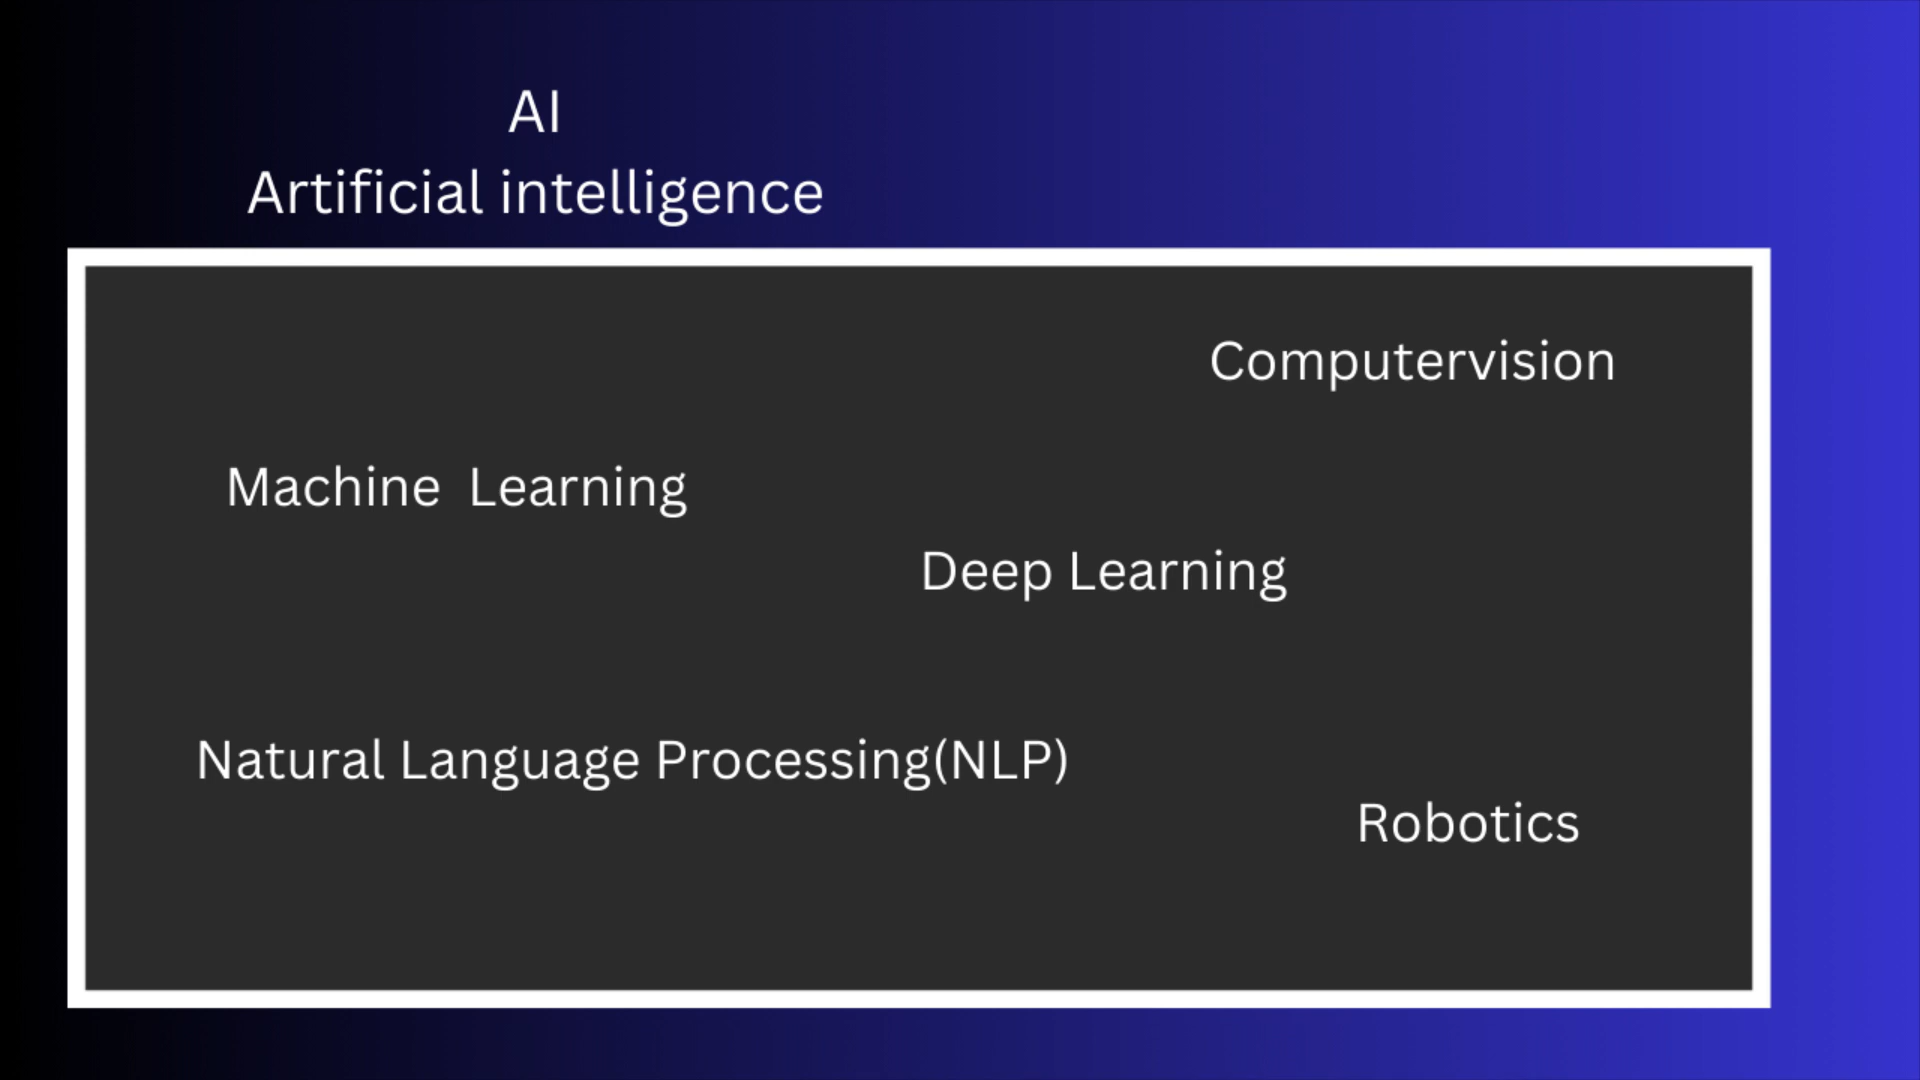 AI
Artificial intelligence
Computervision
Machine  Learning
Deep Learning
Natural Language Processing(NLP)
Robotics